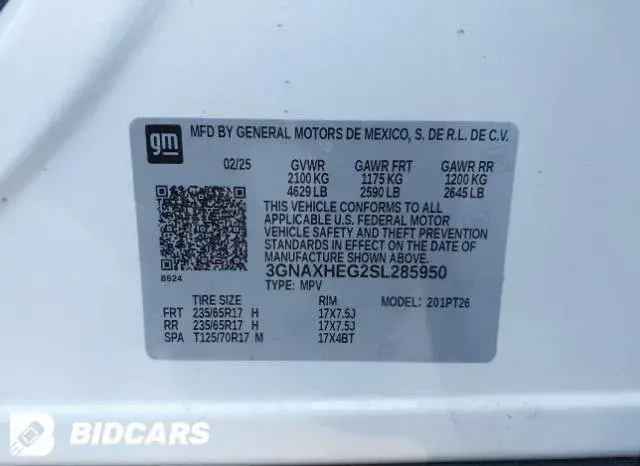 gm
MFD BY GENERAL MOTORS DE MEXICO, S. DE R.L. DE C.V.
02/25 GVWR GAWR FRT GAWR RR
2100 KG 1175 KG 1200 KG
4629 LB 2590 LB 2645 LB
THIS VEHICLE CONFORMS TO ALL
APPLICABLE U.S. FEDERAL MOTOR
VEHICLE SAFETY AND THEFT PREVENTION
STANDARDS IN EFFECT ON THE DATE OF
MANUFACTURE SHOWN ABOVE.
3GNAXHEG2SL285950
8624
TYPE: MPV
TIRE SIZE RIM MODEL: 201PT26
FRT 235/65R17 H 17X7.5J
RR 235/65R17 H 17X7.5J
SPA T125/70R17 M 17X4BT
BIDCARS